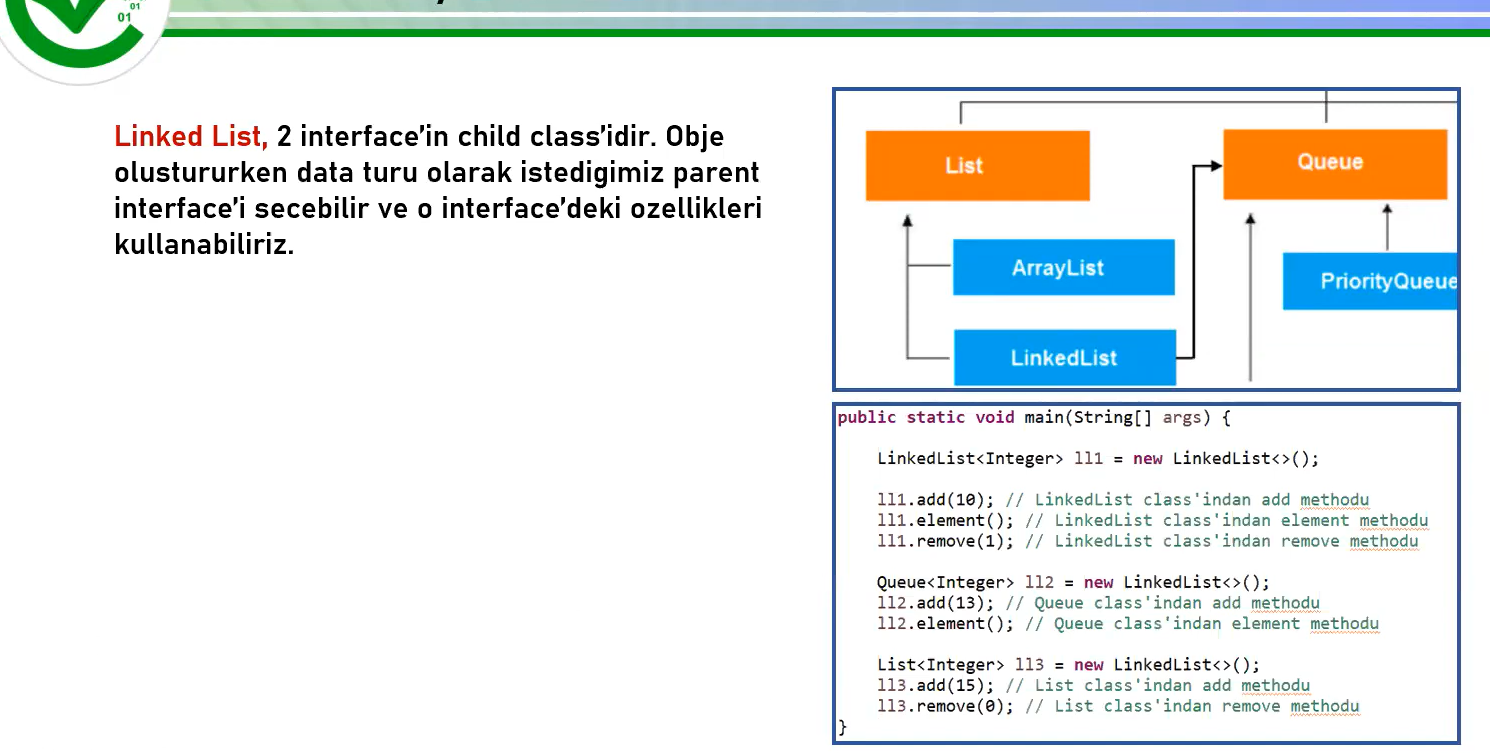 01
01
Linked List, 2 interface’in child class’idir. Obje
olustururken data turu olarak istedigimiz parent
interface’i secebilir ve o interface’deki ozellikleri
kullanabiliriz.
List
Queue
ArrayList
PriorityQueue
LinkedList
public static void main(String[] args) {
LinkedList<Integer> ll1 = new LinkedList<>();
ll1.add(10); // LinkedList class'indan add methodu
ll1.element(); // LinkedList class'indan element methodu
ll1.remove(1); // LinkedList class'indan remove methodu
Queue<Integer> ll2 = new LinkedList<>();
ll2.add(13); // Queue class'indan add methodu
ll2.element(); // Queue class'indan element methodu
List<Integer> ll3 = new LinkedList<>();
ll3.add(15); // List class'indan add methodu
ll3.remove(0); // List class'indan remove methodu
}